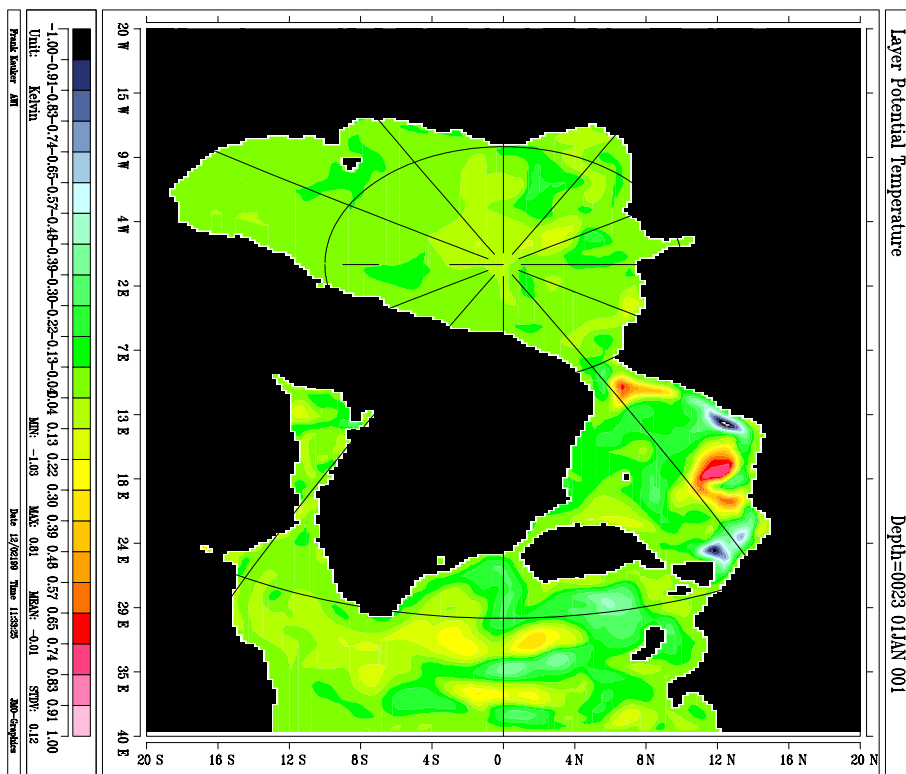 Layer Potential Temperature Depth=0023 01JAN 001
20 W 15 W 9 W 4 W 2 E 7 E 13 E 18 E 24 E 29 E 35 E 40 E
20 S 16 S 12 S 8 S 4 S 0 4 N 8 N 12 N 16 N 20 N
-1.00-0.91-0.83-0.74-0.65-0.57-0.48-0.39-0.30-0.22-0.13-0.04 0.04 0.13 0.22 0.30 0.39 0.48 0.57 0.65 0.74 0.83 0.91 1.00
Unit: Kelvin MIN: -1.03 MAX: 0.81 MEAN: -0.01 STDV: 0.12
Frank Kauker AWI Date Time 11:33:25